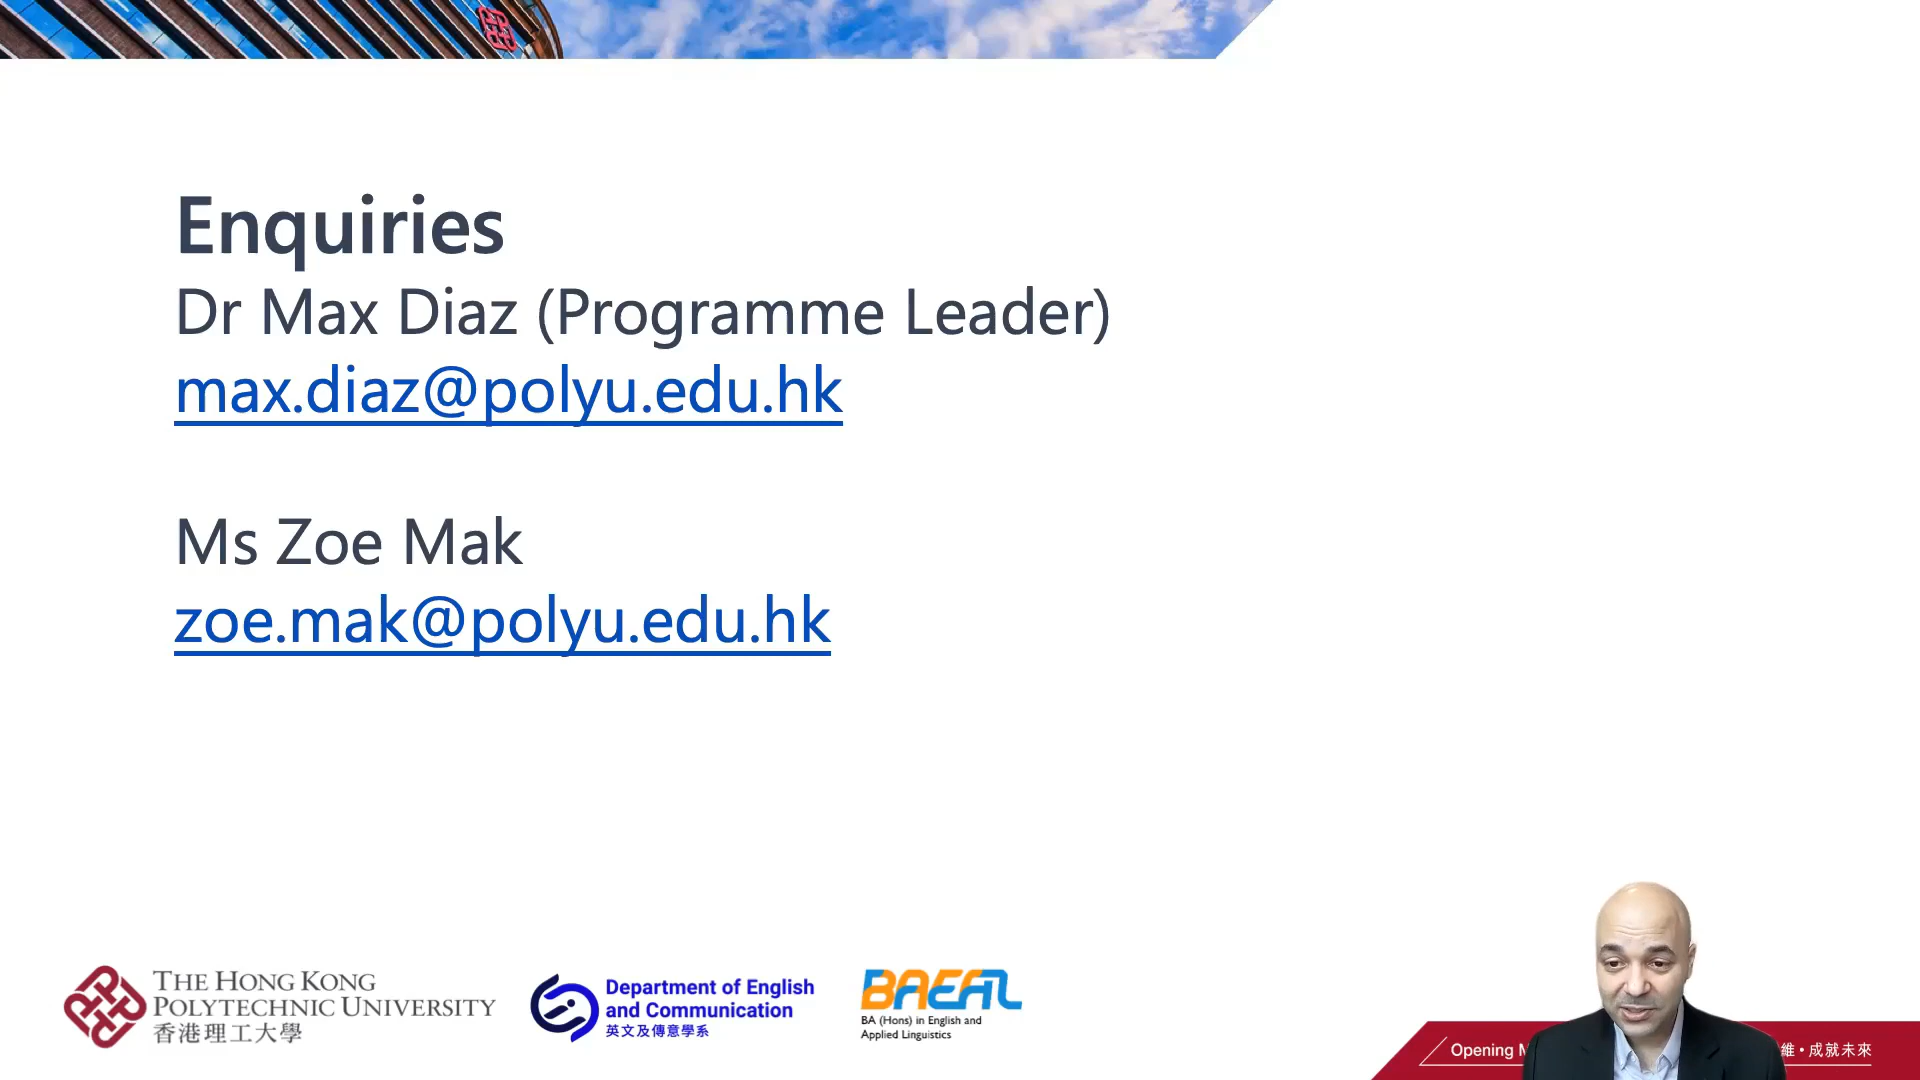 Enquiries
Dr Max Diaz (Programme Leader)
max.diaz@polyu.edu.hk
Ms Zoe Mak
zoe.mak@polyu.edu.hk
THE HONG KONG
POLYTECHNIC UNIVERSITY
香港理工大學
Department of English
and Communication
英文及傳意學系
BAEAL
BA (Hons) in English and
Applied Linguistics
Opening
維•成就未來